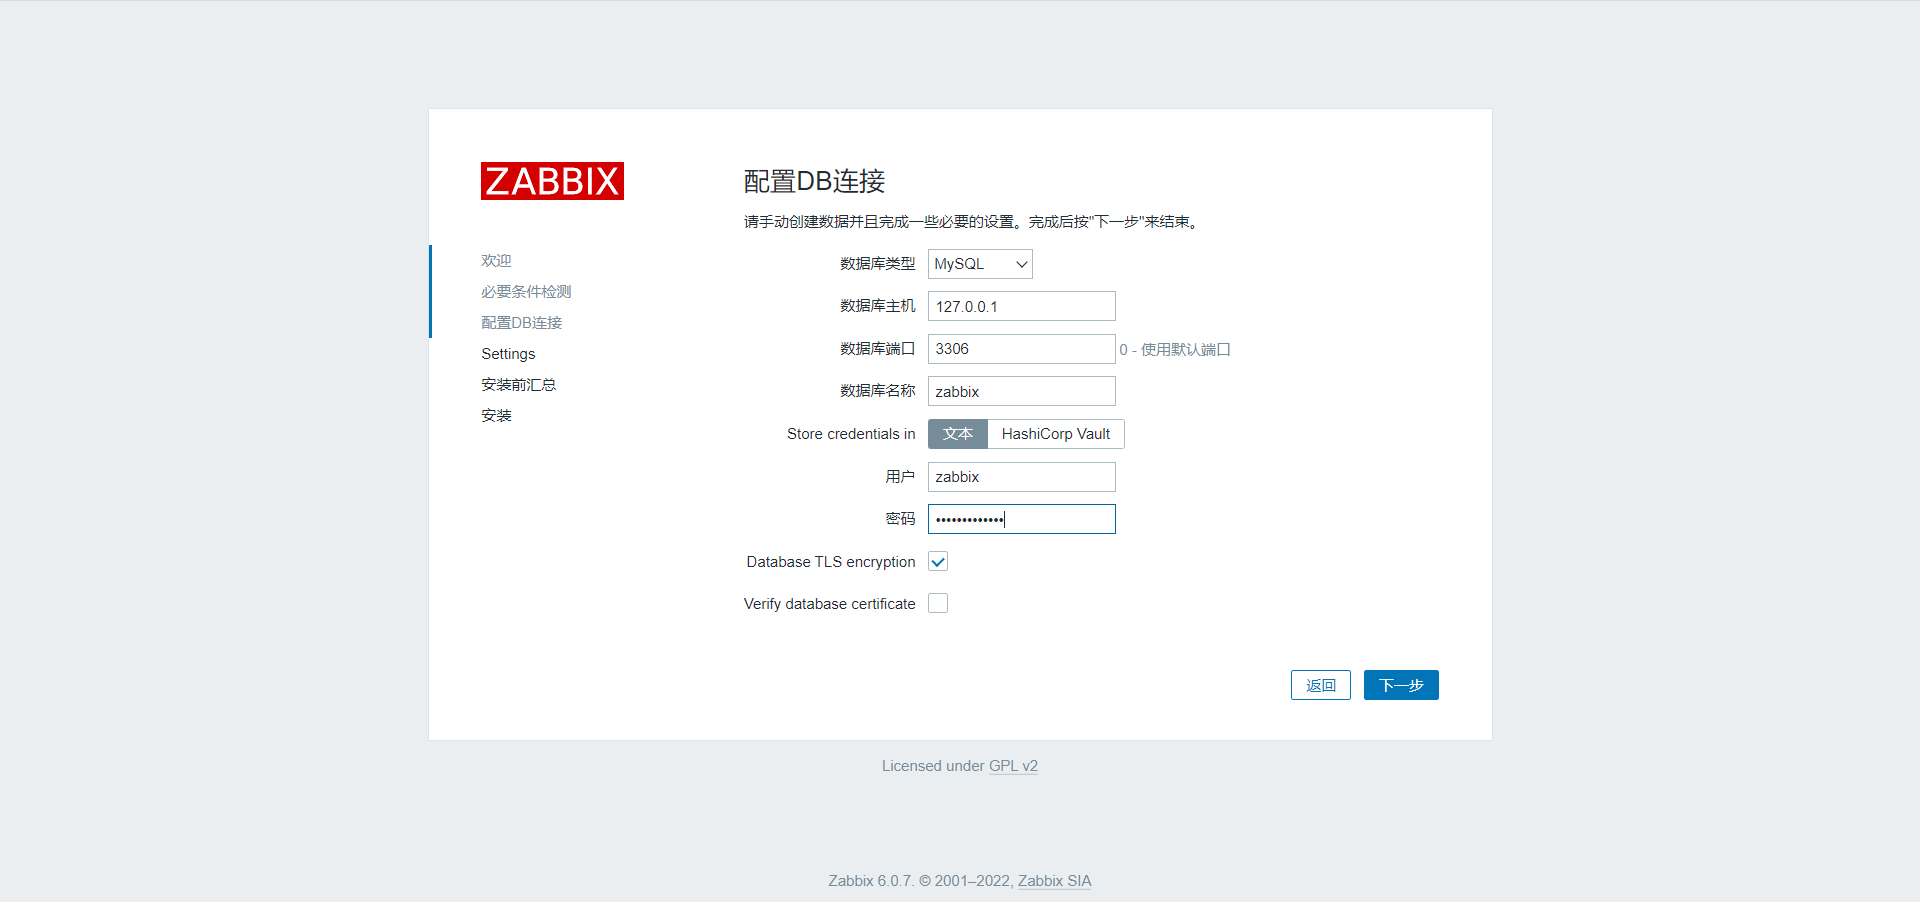 ZABBIX
欢迎
必要条件检测
配置DB连接
Settings
安装前汇总
安装
配置DB连接
请手动创建数据并且完成一些必要的设置。完成后按"下一步"来结束。
数据库类型 MySQL
数据库主机 127.0.0.1
数据库端口 3306 0 - 使用默认端口
数据库名称 zabbix
Store credentials in 文本 HashiCorp Vault
用户 zabbix
密码 •••••••••••••
Database TLS encryption
Verify database certificate
返回 下一步
Licensed under GPL v2
Zabbix 6.0.7. © 2001–2022, Zabbix SIA